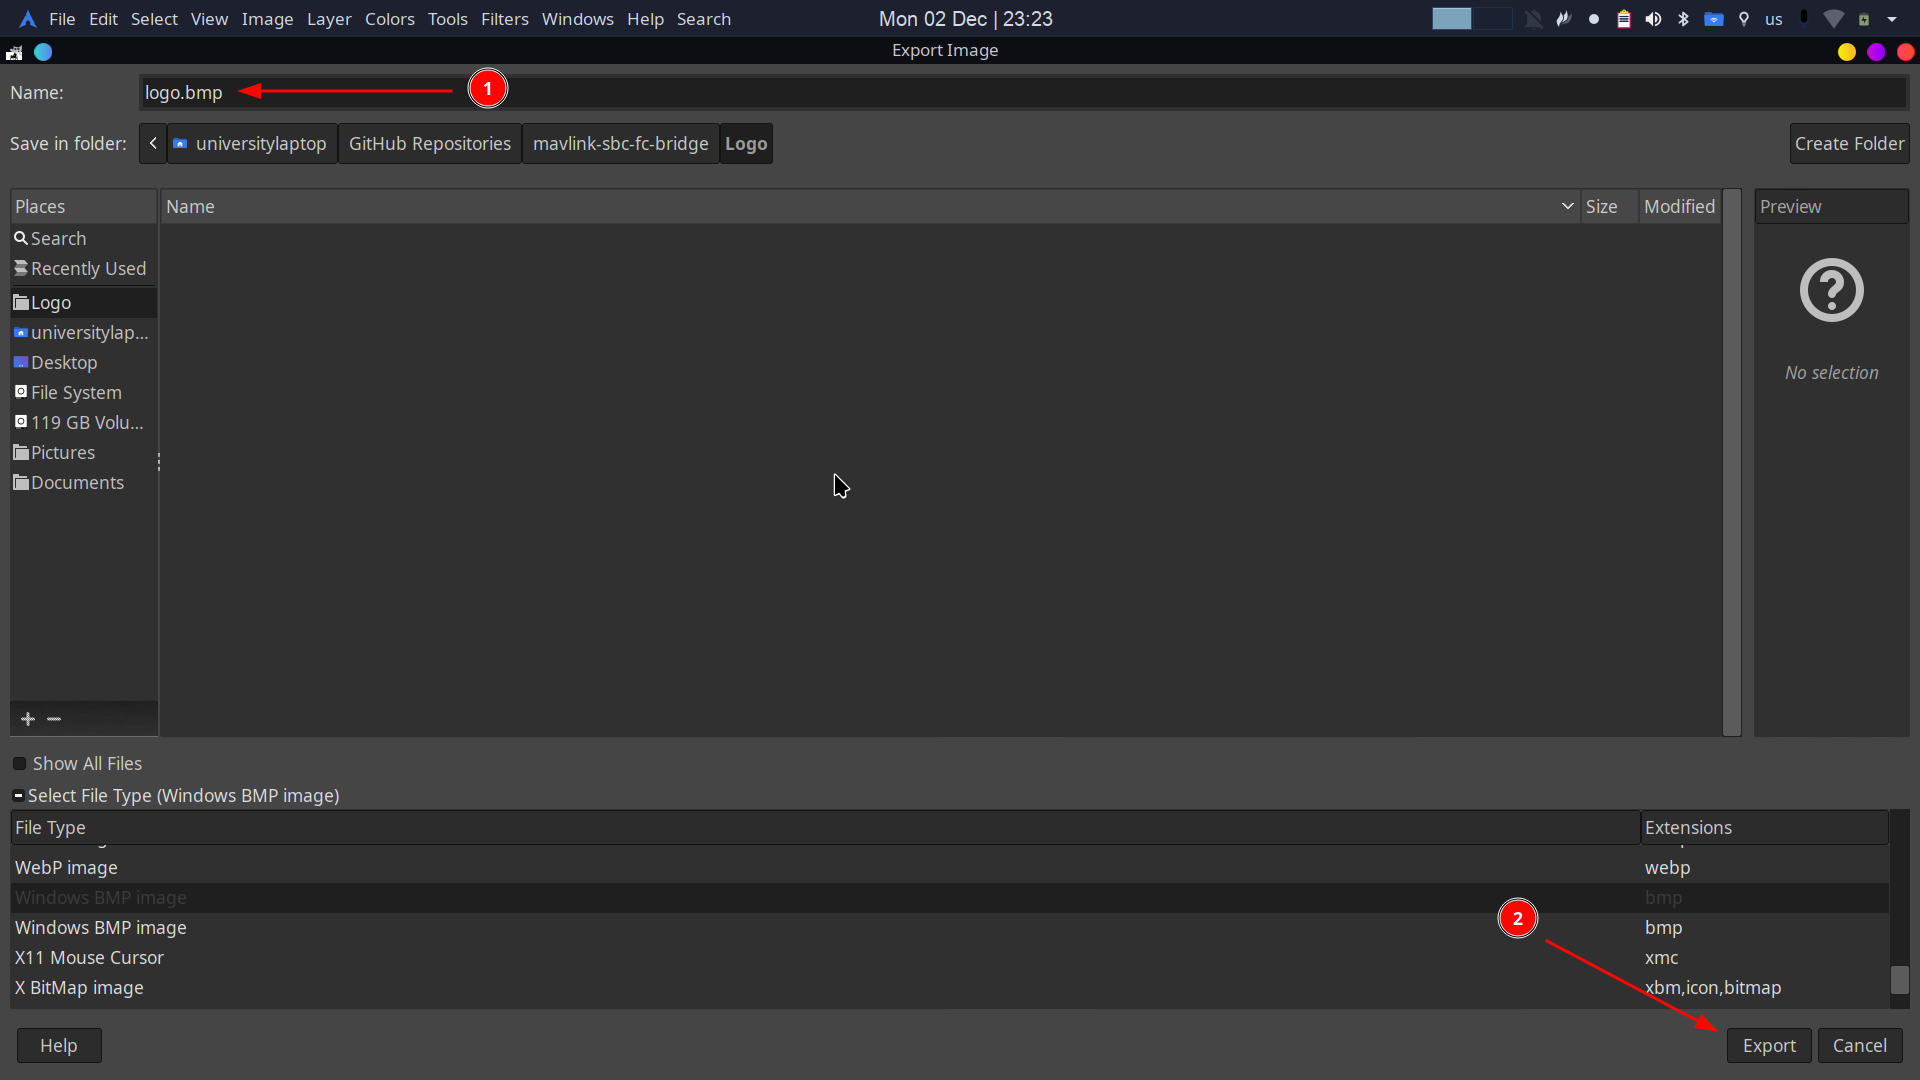 File Edit Select View Image Layer Colors Tools Filters Windows Help Search Mon 02 Dec | 23:23 us
Export Image
Name: logo.bmp 1
Save in folder: universitylaptop GitHub Repositories mavlink-sbc-fc-bridge Logo Create Folder
Places Name Size Modified Preview
Search
Recently Used
Logo
universitylap...
Desktop
No selection
File System
119 GB Volu...
Pictures
Documents
Show All Files
Select File Type (Windows BMP image)
File Type Extensions
WebP image webp
Windows BMP image bmp
2
Windows BMP image bmp
X11 Mouse Cursor xmc
X BitMap image xbm,icon,bitmap
Help Export Cancel